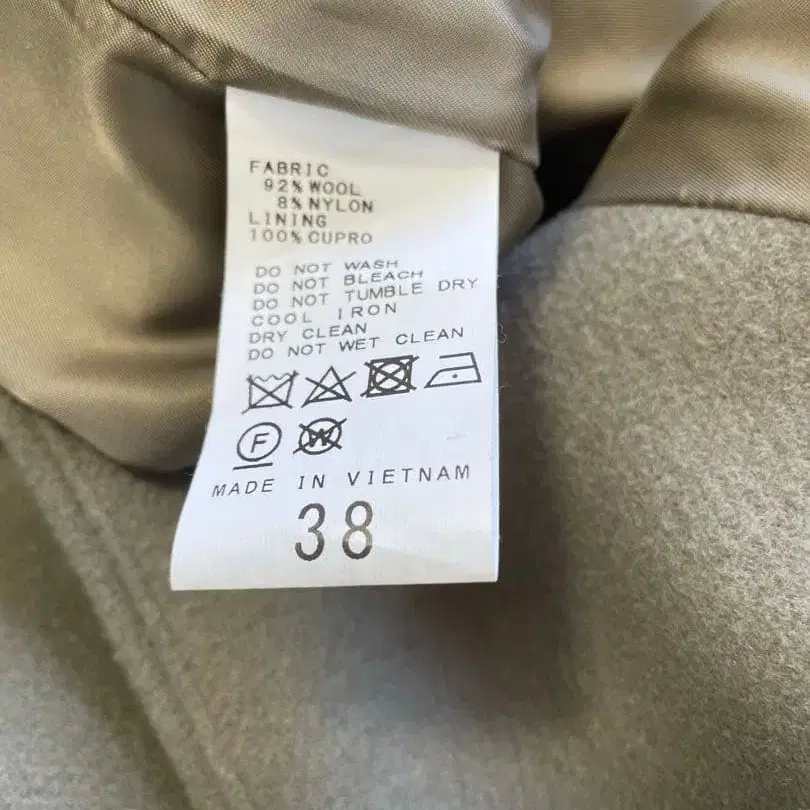 FABRIC
92% WOOL
8% NYLON
LINING
100% CUPRO
DO NOT WASH
DO NOT BLEACH
DO NOT TUMBLE DRY
COOL IRON
DRY CLEAN
DO NOT WET CLEAN
F W
MADE IN VIETNAM
38